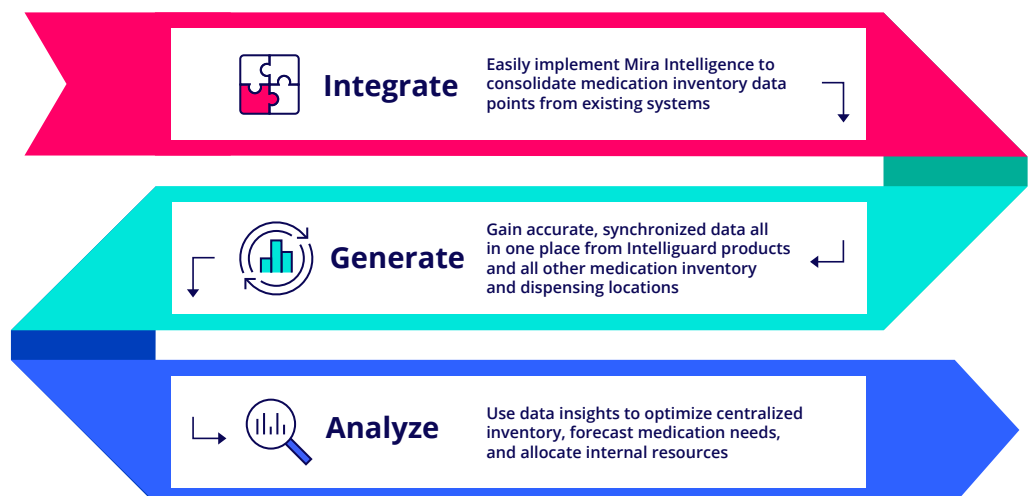 Integrate
Easily implement Mira Intelligence to
consolidate medication inventory data
points from existing systems
Generate
Gain accurate, synchronized data all
in one place from Intelliguard products
and all other medication inventory
and dispensing locations
Analyze
Use data insights to optimize centralized
inventory, forecast medication needs,
and allocate internal resources